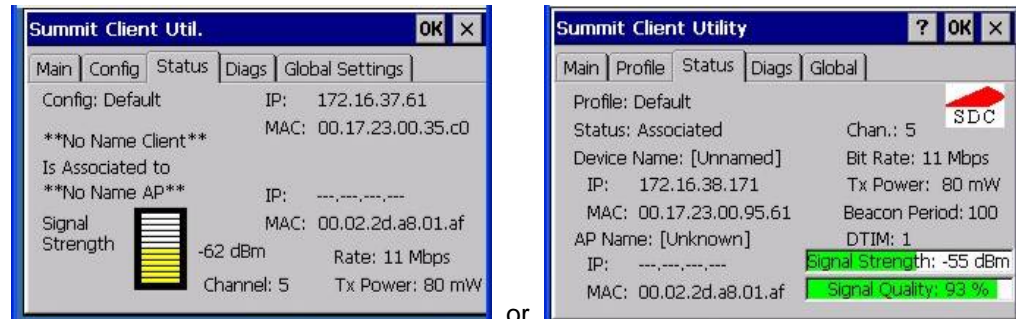 Summit Client Util. OK ×
Main Config Status Diags Global Settings
Config: Default IP: 172.16.37.61
**No Name Client** MAC: 00.17.23.00.35.c0
Is Associated to
**No Name AP** IP: ---.---.---.---
Signal Strength MAC: 00.02.2d.a8.01.af
-62 dBm Rate: 11 Mbps
Channel: 5 Tx Power: 80 mW
or
Summit Client Utility ? OK ×
Main Profile Status Diags Global
Profile: Default SDC
Status: Associated Chan.: 5
Device Name: [Unnamed] Bit Rate: 11 Mbps
IP: 172.16.38.171 Tx Power: 80 mW
MAC: 00.17.23.00.95.61 Beacon Period: 100
AP Name: [Unknown] DTIM: 1
IP: ---.---.---.--- Signal Strength: -55 dBm
MAC: 00.02.2d.a8.01.af Signal Quality: 93 %